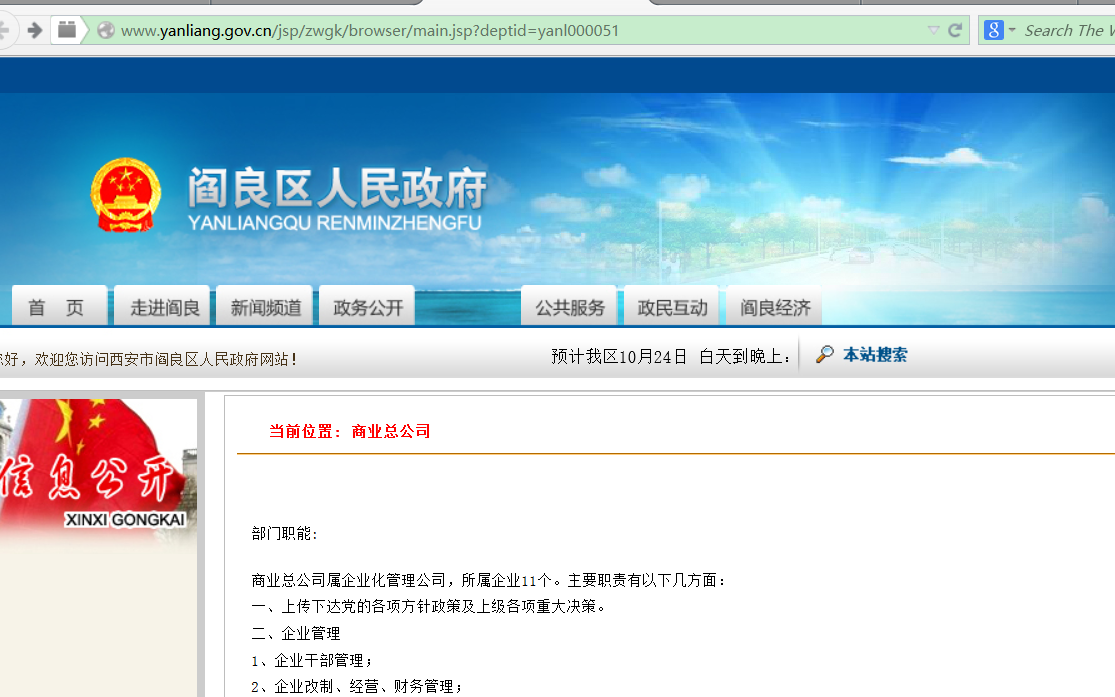 www.yanliang.gov.cn/jsp/zwgk/browser/main.jsp?deptid=yanl000051
Search The
阎良区人民政府
YANLIANGQU RENMINZHENGFU
首 页 走进阎良 新闻频道 政务公开 公共服务 政民互动 阎良经济
好，欢迎您访问西安市阎良区人民政府网站！ 预计我区10月24日 白天到晚上： 本站搜索
信息公开
XINXI GONGKAI
当前位置：商业总公司
部门职能：
商业总公司属企业化管理公司，所属企业11个。主要职责有以下几方面：
一、上传下达党的各项方针政策及上级各项重大决策。
二、企业管理
1、企业干部管理；
2、企业改制、经营、财务管理；